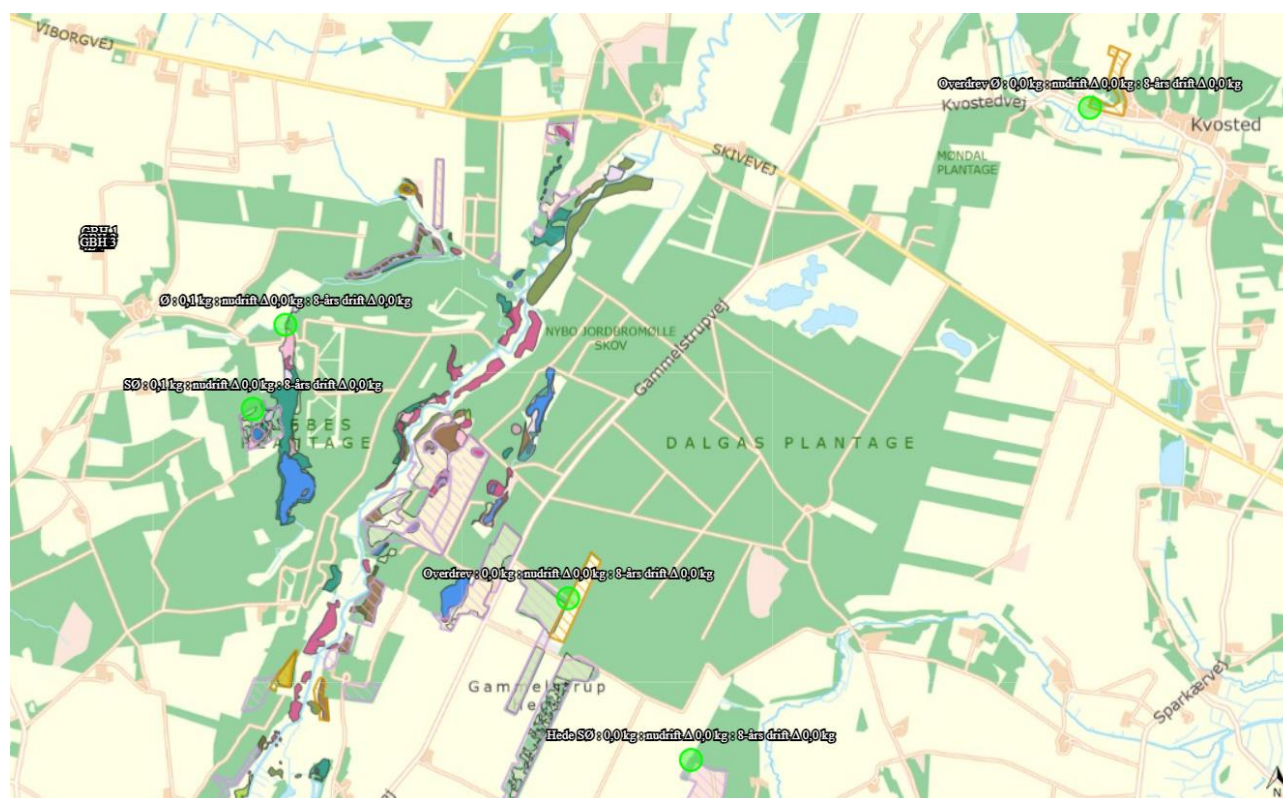 VIBORGVEJ
Overdrev Ø : 0,0 kg : nudrift Δ 0,0 kg : 8-års drift Δ 0,0 kg
Kvostedvej
Kvosted
SKIVEVEJ
MØNDAL
PLANTAGE
GBH 3
Ø : 0,1 kg : nudrift Δ 0,0 kg : 8-års drift Δ 0,0 kg
NYBO JORDBROMØLLE
SKOV
Gammelstrupvej
SØ : 0,1 kg : nudrift Δ 0,0 kg : 8-års drift Δ 0,0 kg
DALGAS PLANTAGE
Overdrev : 0,0 kg : nudrift Δ 0,0 kg : 8-års drift Δ 0,0 kg
Gammelstrup
Sparkærvej
Hede SØ : 0,0 kg : nudrift Δ 0,0 kg : 8-års drift Δ 0,0 kg
N